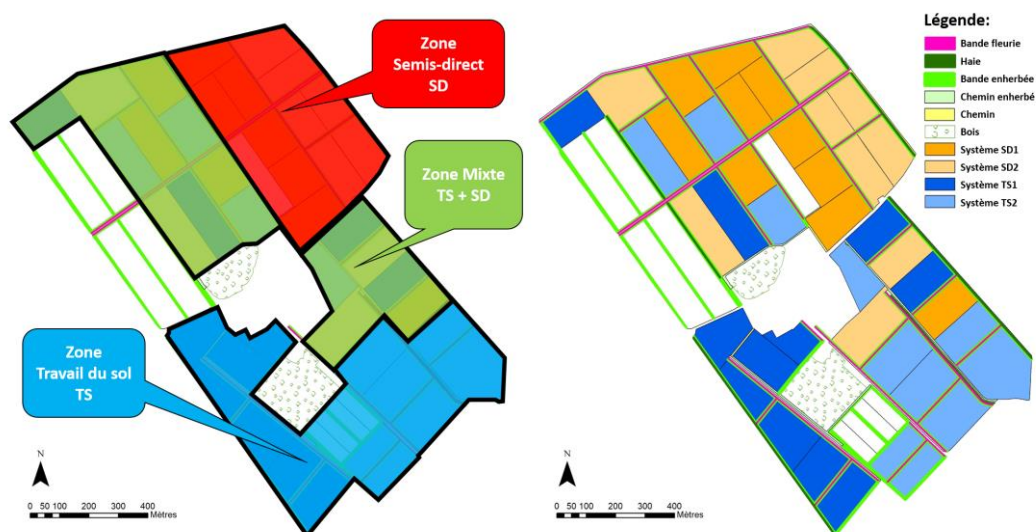 Zone
Semis-direct
SD
Zone Mixte
TS + SD
Zone
Travail du sol
TS
N
0 50 100 200 300 400
Mètres
Légende:
Bande fleurie
Haie
Bande enherbée
Chemin enherbé
Chemin
Bois
Système SD1
Système SD2
Système TS1
Système TS2
N
0 50 100 200 300 400
Mètres